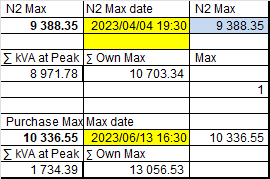 N2 Max N2 Max date N2 Max
9 388.35 2023/04/04 19:30 9 388.35
∑ kVA at Peak ∑ Own Max Max
8 971.78 10 703.34
1
Purchase Max Max date
10 336.55 2023/06/13 16:30 10 336.55
∑ kVA at Peak ∑ Own Max
1 734.39 13 056.53